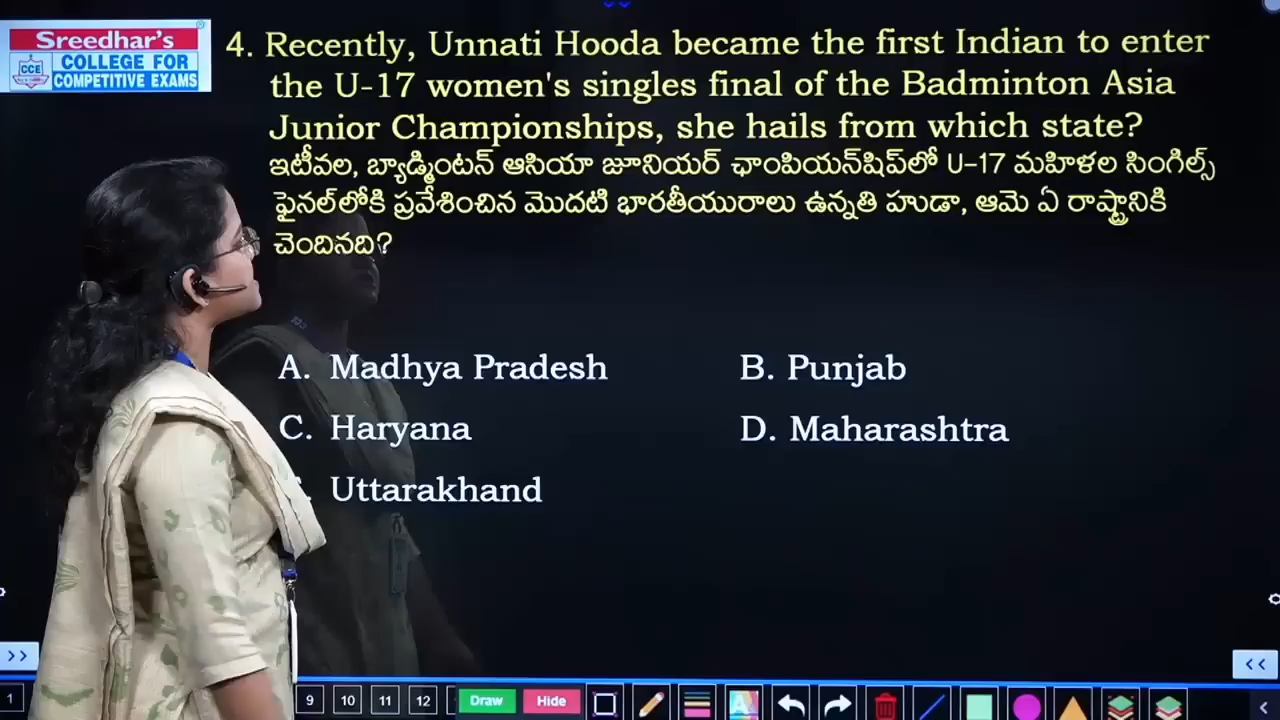 Sreedhar's
CCE
COLLEGE FOR
COMPETITIVE EXAMS
4. Recently, Unnati Hooda became the first Indian to enter
the U-17 women's singles final of the Badminton Asia
Junior Championships, she hails from which state?
ఇటీవల, బ్యాడ్మింటన్ ఆసియా జూనియర్ ఛాంపియన్‌షిప్‌లో U-17 మహిళల సింగిల్స్
ఫైనల్‌లోకి ప్రవేశించిన మొదటి భారతీయురాలు ఉన్నతి హుడా, ఆమె ఏ రాష్ట్రానికి
చెందినది?
A. Madhya Pradesh B. Punjab
C. Haryana D. Maharashtra
Uttarakhand
>> <<
1 9 10 11 12 Draw Hide A <